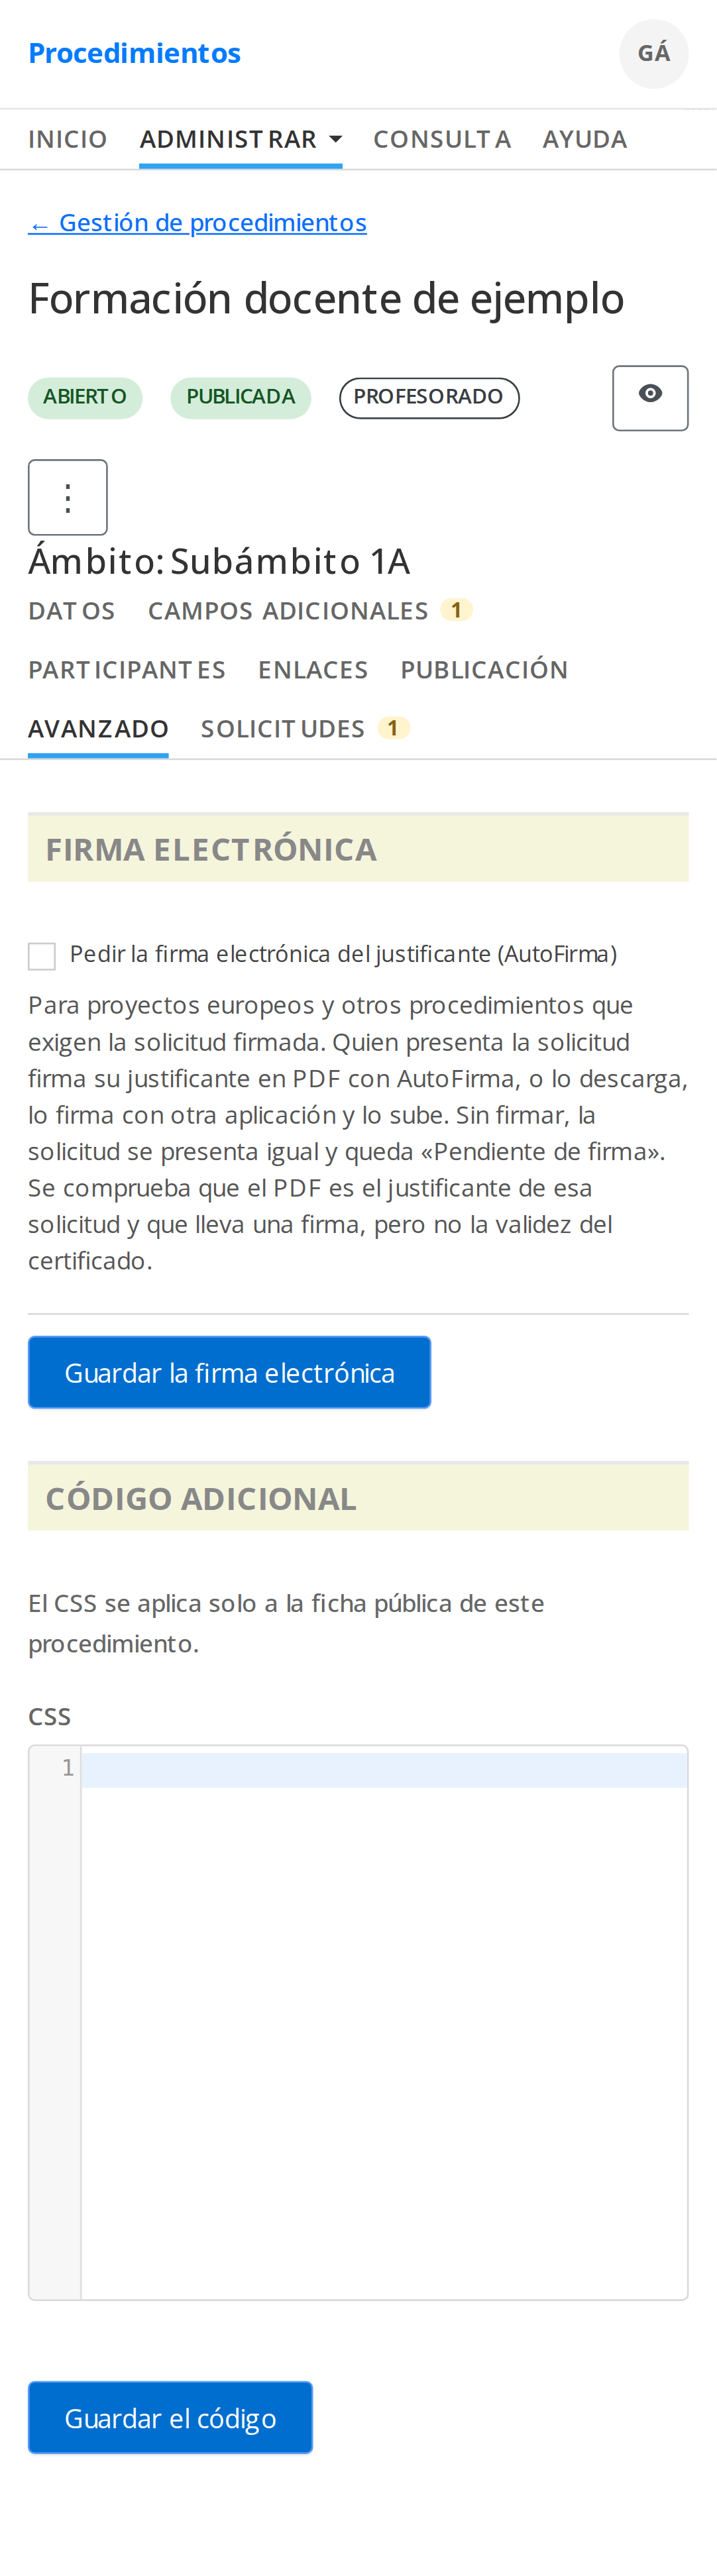 Procedimientos
GÁ
INICIO ADMINISTRAR CONSULTA AYUDA
← Gestión de procedimientos
Formación docente de ejemplo
ABIERTO PUBLICADA PROFESORADO
⋮
Ámbito: Subámbito 1A
DATOS CAMPOS ADICIONALES 1
PARTICIPANTES ENLACES PUBLICACIÓN
AVANZADO SOLICITUDES 1
FIRMA ELECTRÓNICA
Pedir la firma electrónica del justificante (AutoFirma)
Para proyectos europeos y otros procedimientos que
exigen la solicitud firmada. Quien presenta la solicitud
firma su justificante en PDF con AutoFirma, o lo descarga,
lo firma con otra aplicación y lo sube. Sin firmar, la
solicitud se presenta igual y queda «Pendiente de firma».
Se comprueba que el PDF es el justificante de esa
solicitud y que lleva una firma, pero no la validez del
certificado.
Guardar la firma electrónica
CÓDIGO ADICIONAL
El CSS se aplica solo a la ficha pública de este
procedimiento.
CSS
1
Guardar el código